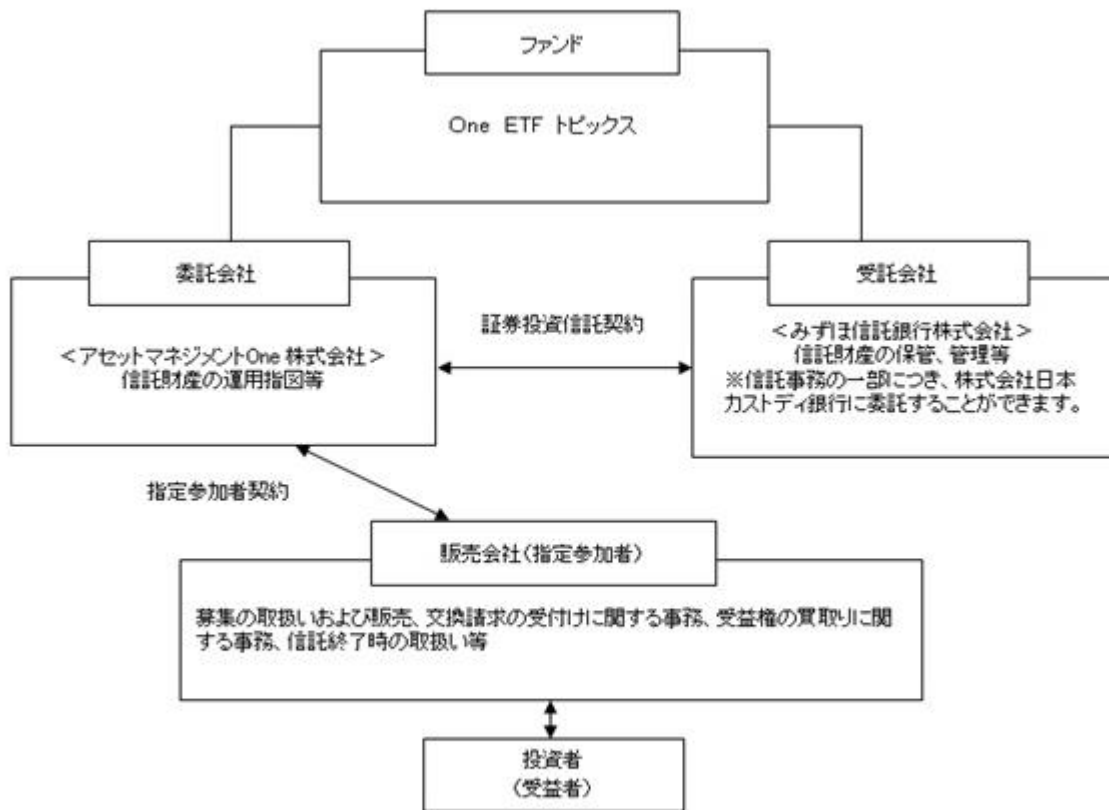 ファンド
One ETF トピックス
委託会社
受託会社
<アセットマネジメントOne 株式会社>
信託財産の運用指図等
証券投資信託契約
<みずほ信託銀行株式会社>
信託財産の保管、管理等
※信託事務の一部につき、株式会社日本
カストディ銀行に委託することができます。
指定参加者契約
販売会社(指定参加者)
募集の取扱いおよび販売、交換請求の受付けに関する事務、受益権の買取りに関
する事務、信託終了時の取扱い等
投資者
(受益者)